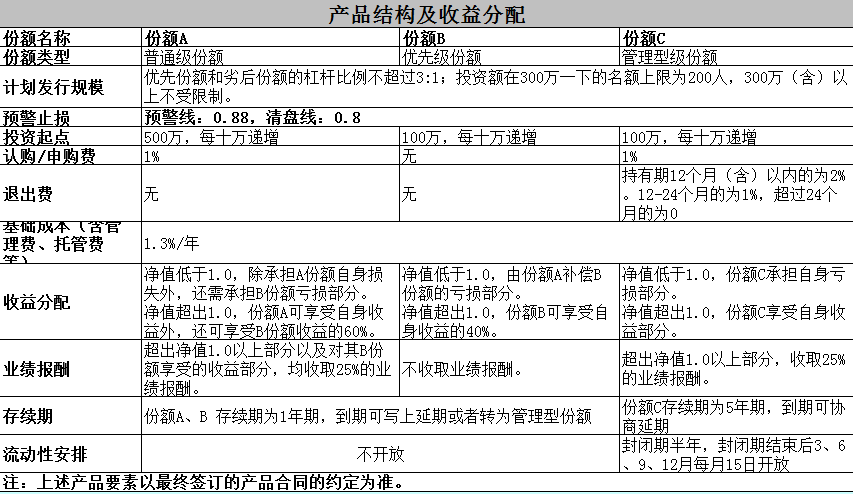 产品结构及收益分配
份额名称 份额A 份额B 份额C
份额类型 普通级份额 优先级份额 管理型级份额
计划发行规模
优先份额和劣后份额的杠杆比例不超过3:1；投资额在300万一下的名额上限为200人，300万（含）以
上不受限制。
预警止损 预警线：0.88，清盘线：0.8
投资起点 500万，每十万递增 100万，每十万递增 100万，每十万递增
认购/申购费 1% 无 1%
退出费 无 无
持有期12个月（含）以内的为2%
。12-24个月的为1%，超过24个
月的为0
基础成本（含管
理费、托管费
等）
1.3%/年
收益分配
净值低于1.0，除承担A份额自身损
失外，还需承担B份额亏损部分。
净值超出1.0，份额A可享受自身收
益外，还可享受B份额收益的60%。
净值低于1.0，由份额A补偿B
份额的亏损部分。
净值超出1.0，份额B可享受自
身收益的40%。
净值低于1.0，份额C承担自身亏
损部分。
净值超出1.0，份额C享受自身收
益部分。
业绩报酬
超出净值1.0以上部分以及对其B份
额享受的收益部分，均收取25%的业
绩报酬。
不收取业绩报酬。
超出净值1.0以上部分，收取25%
的业绩报酬。
存续期 份额A、B 存续期为1年期，到期可写上延期或者转为管理型份额
份额C存续期为5年期，到期可协
商延期
流动性安排 不开放
封闭期半年，封闭期结束后3、6
、9、12月每月15日开放
注：上述产品要素以最终签订的产品合同的约定为准。